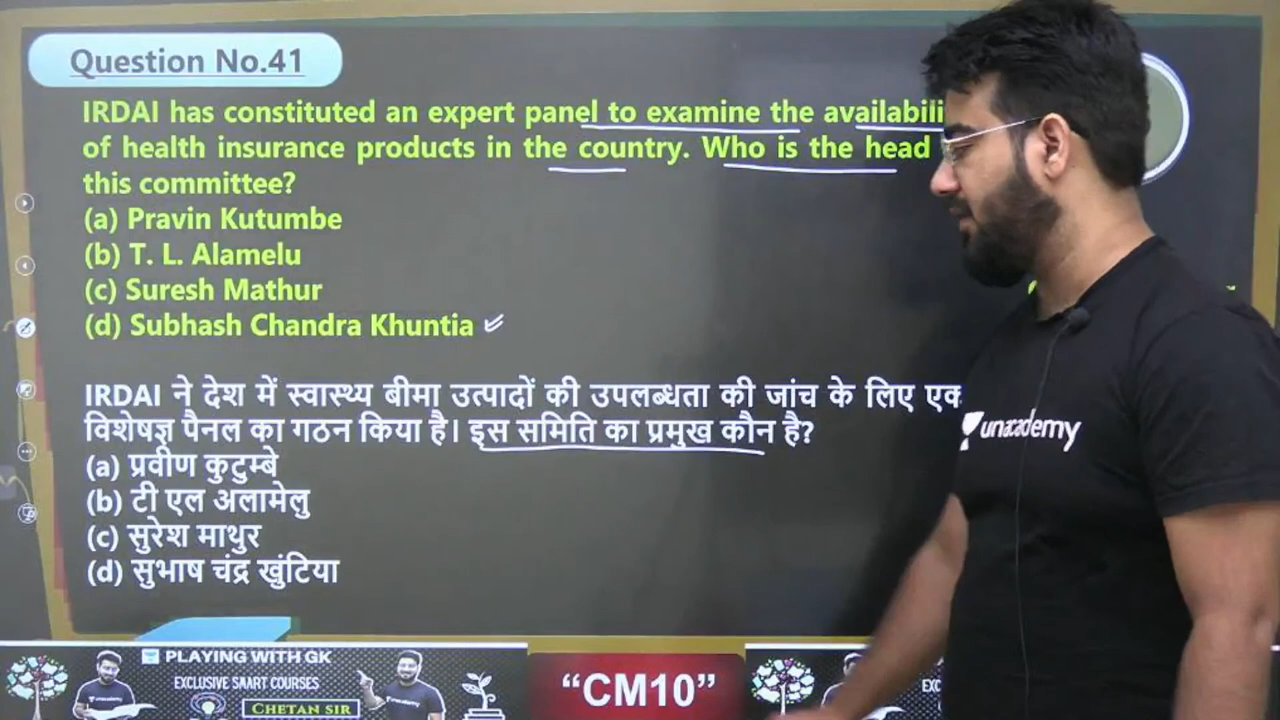 Question No.41
IRDAI has constituted an expert panel to examine the availabili
of health insurance products in the country. Who is the head
this committee?
(a) Pravin Kutumbe
(b) T. L. Alamelu
(c) Suresh Mathur
(d) Subhash Chandra Khuntia
IRDAI ने देश में स्वास्थ्य बीमा उत्पादों की उपलब्धता की जांच के लिए एक
विशेषज्ञ पैनल का गठन किया है। इस समिति का प्रमुख कौन है?
(a) प्रवीण कुटुम्बे
(b) टी एल अलामेलु
(c) सुरेश माथुर
(d) सुभाष चंद्र खुंटिया
unacademy
PLAYING WITH GK
EXCLUSIVE SMART COURSES
CHETAN SIR
"CM10"
EXC